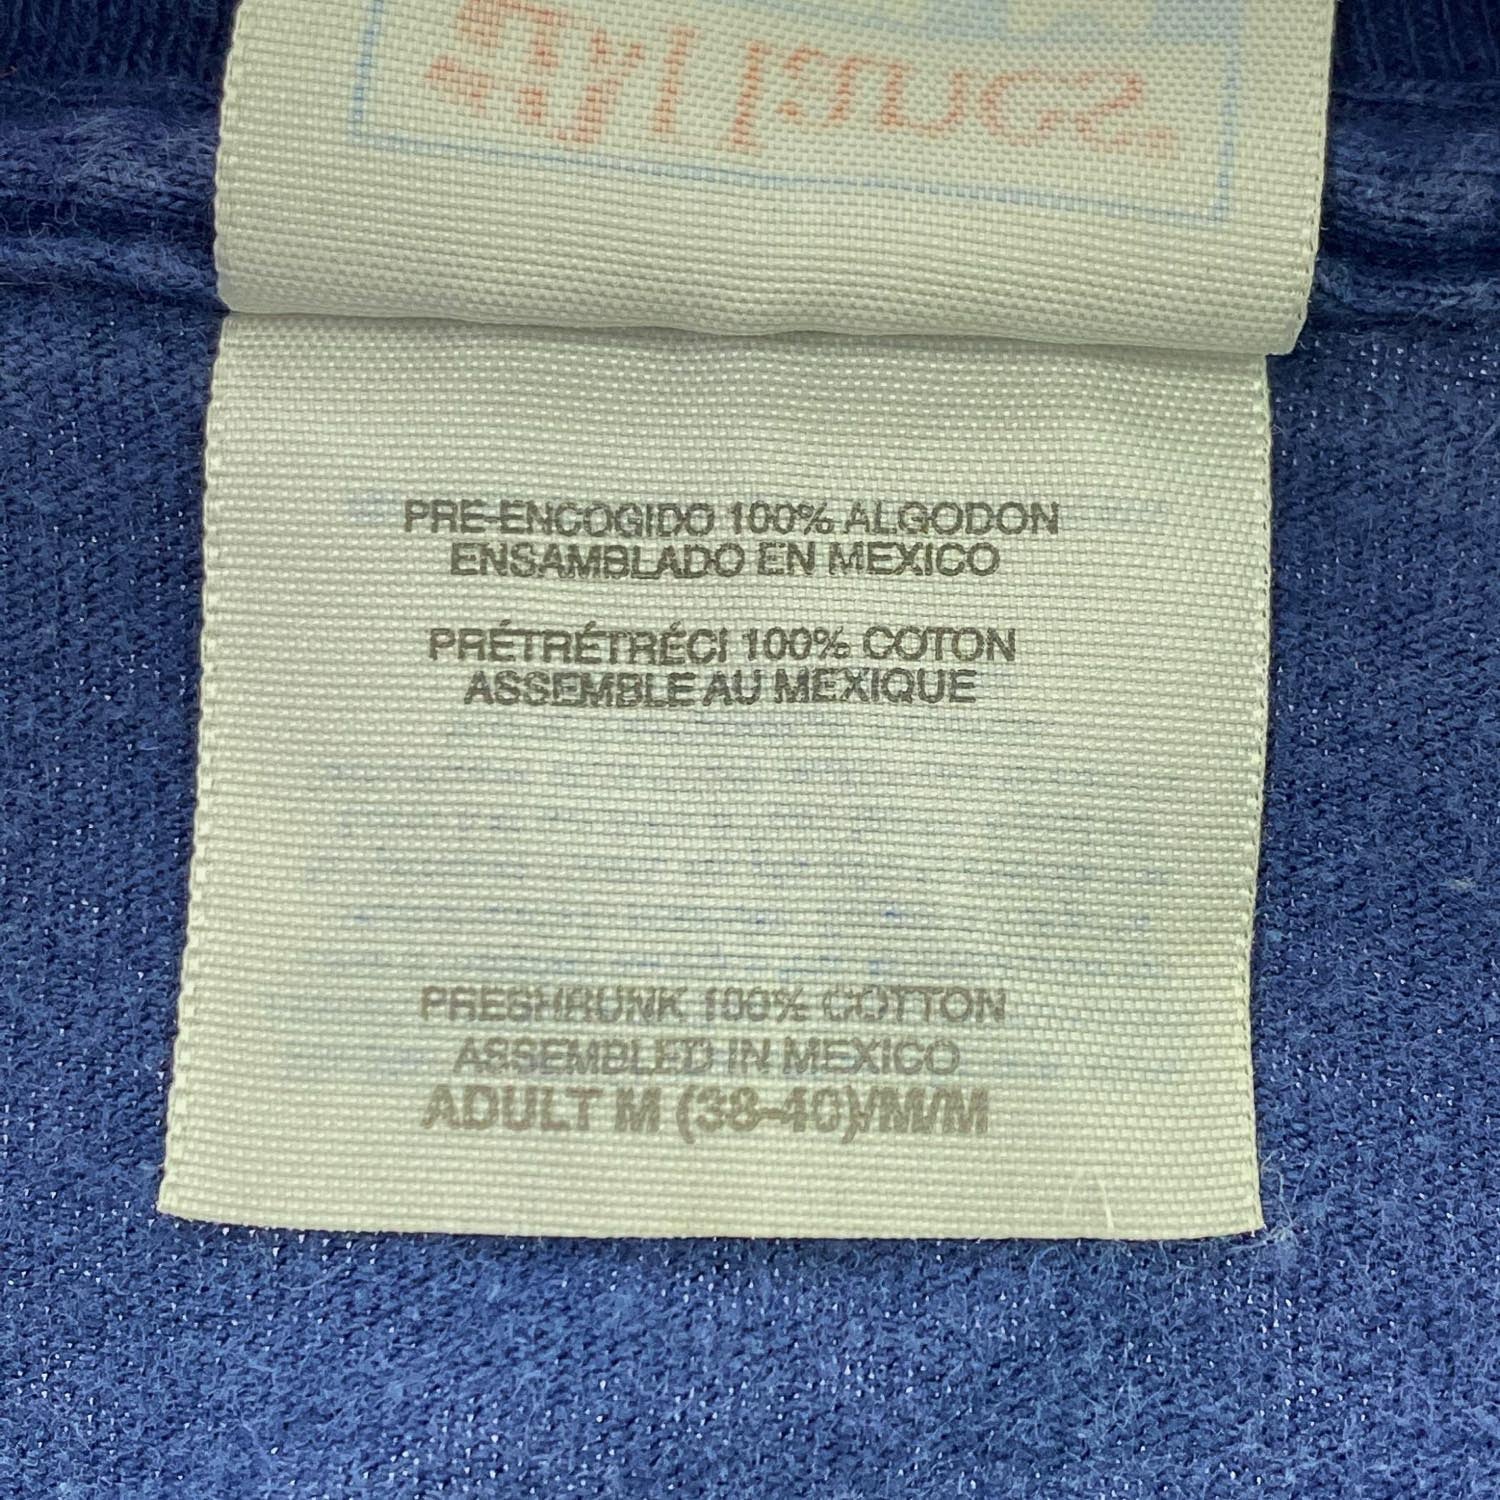 PRE-ENCOGIDO 100% ALGODON
ENSAMBLADO EN MEXICO
PRÉTRÉTRÉCI 100% COTON
ASSEMBLE AU MEXIQUE
PRESHRUNK 100% COTTON
ASSEMBLED IN MEXICO
ADULT M (38-40)/M/M